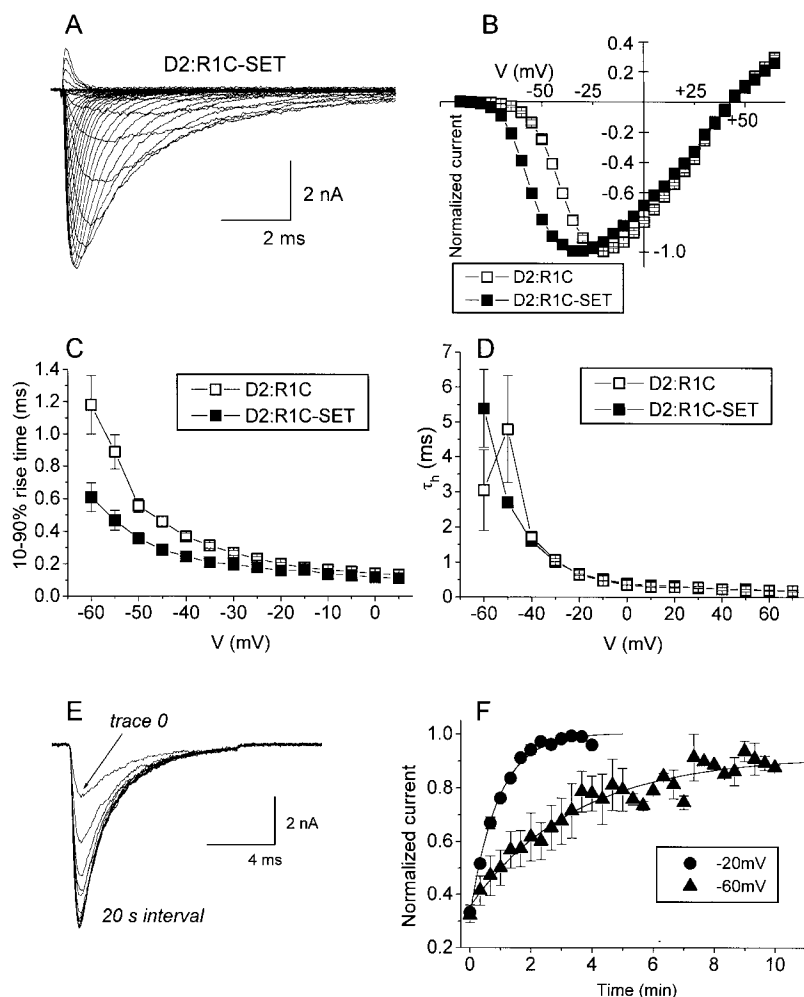 A
D2:R1C-SET
2 nA
2 ms
B
V (mV)
-50
-25
+25
+50
0.4
0.2
-0.2
-0.4
-0.6
-1.0
Normalized current
D2:R1C
D2:R1C-SET
C
10-90% rise time (ms)
1.4
1.2
1.0
0.8
0.6
0.4
0.2
0.0
-60
-50
-40
-30
-20
-10
0
V (mV)
D2:R1C
D2:R1C-SET
D
τh (ms)
7
6
5
4
3
2
1
0
-60
-40
-20
0
20
40
60
V (mV)
D2:R1C
D2:R1C-SET
E
trace 0
2 nA
4 ms
20 s interval
F
Normalized current
1.0
0.8
0.6
0.4
0.2
0
2
4
6
8
10
Time (min)
-20mV
-60mV